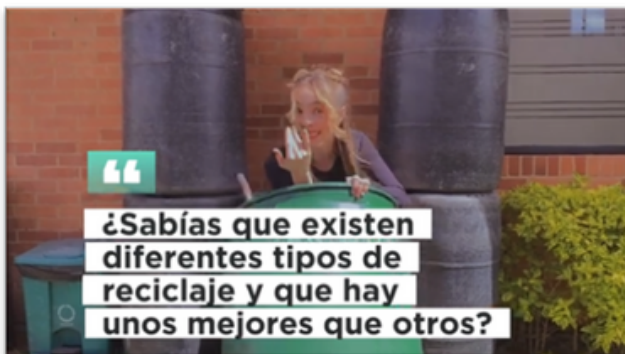 ¿Sabías que existen
diferentes tipos de
reciclaje y que hay
unos mejores que otros?